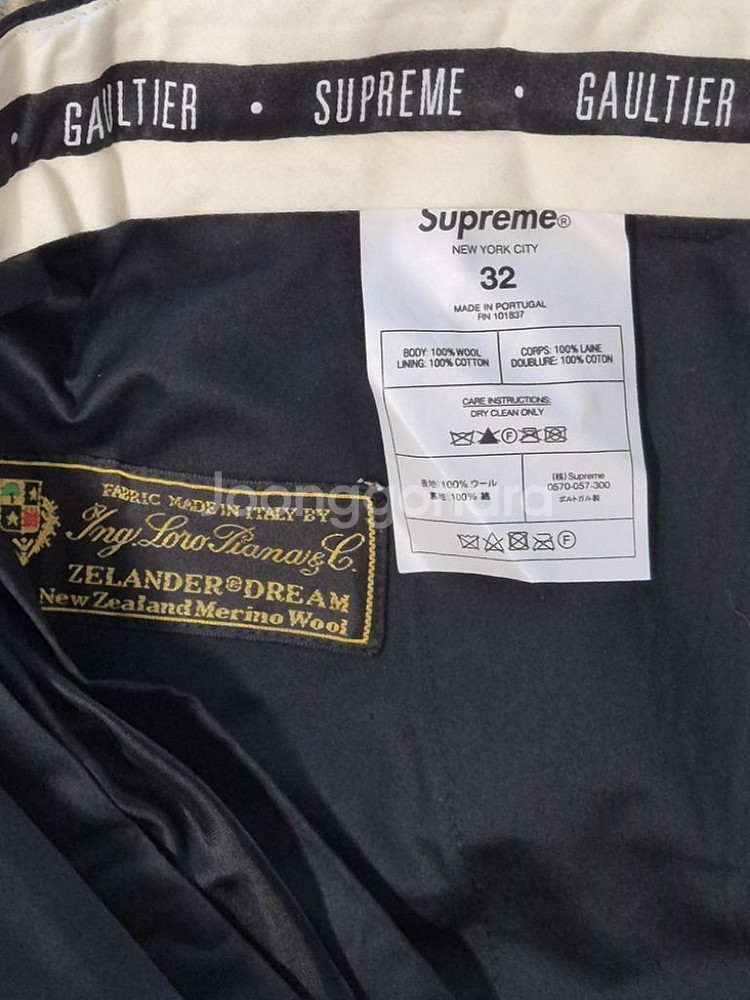 • GAULTIER • SUPREME • GAULTIER
Supreme®
NEW YORK CITY
32
MADE IN PORTUGAL
RN 101837
BODY: 100% WOOL
LINING: 100% COTTON
CORPS: 100% LAINE
DOUBLURE: 100% COTON
CARE INSTRUCTIONS:
DRY CLEAN ONLY
F
表地: 100% ウール
裏地: 100% 綿
(株) Supreme
0570-057-300
ポルトガル製
F
joonggonara
FABRIC MADE IN ITALY BY
Ing. Loro Piana & C.
ZELANDER® DREAM
New Zealand Merino Wool